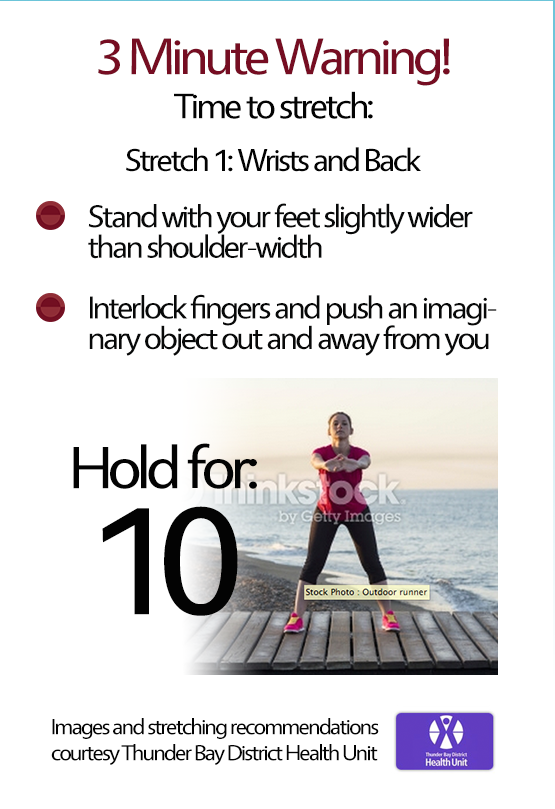 3 Minute Warning!
Time to stretch:
Stretch 1: Wrists and Back
Stand with your feet slightly wider
than shoulder-width
Interlock fingers and push an imagi-
nary object out and away from you
Hold for:
10
thinkstock
by Getty Images
Stock Photo : Outdoor runner
Images and stretching recommendations
courtesy Thunder Bay District Health Unit
Thunder Bay District
Health Unit